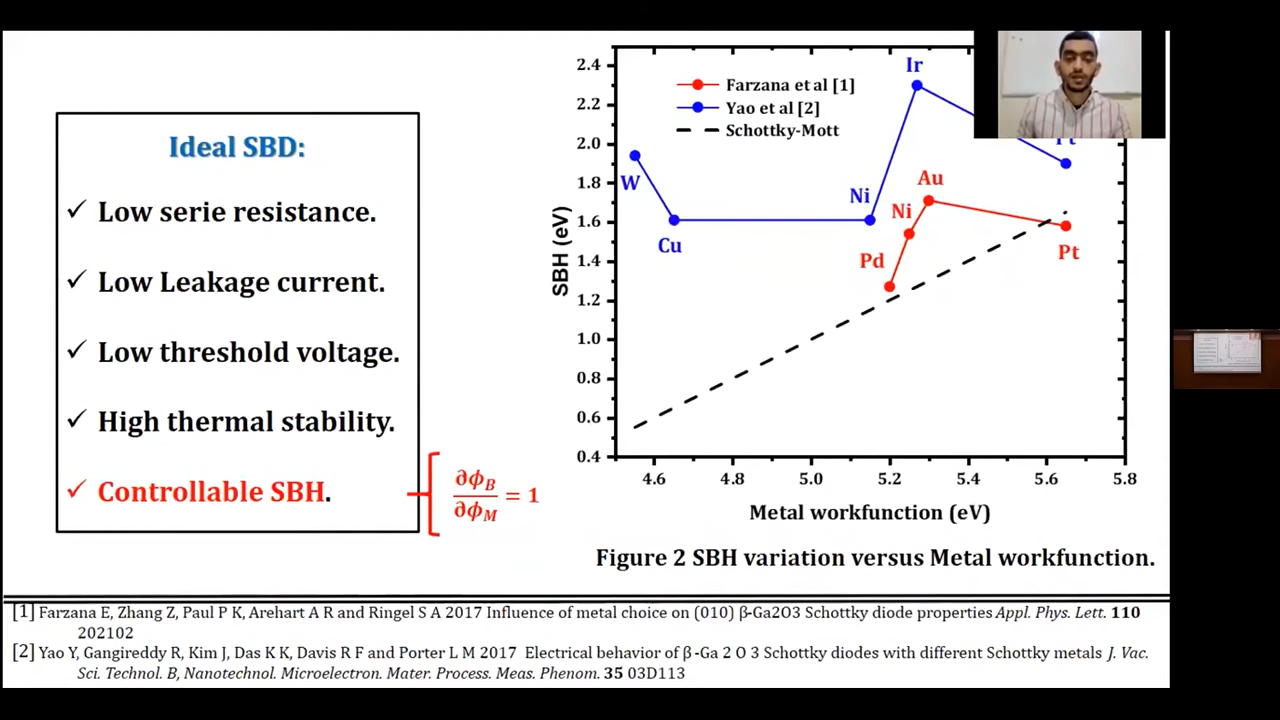 Ideal SBD:
✓ Low serie resistance.
✓ Low Leakage current.
✓ Low threshold voltage.
✓ High thermal stability.
✓ Controllable SBH.
∂ϕB
∂ϕM
= 1
SBH (eV)
2.4
2.2
2.0
1.8
1.6
1.4
1.2
1.0
0.8
0.6
0.4
Farzana et al [1]
Yao et al [2]
Schottky-Mott
Ir
W
Cu
Ni
Au
Ni
Pd
Pt
4.6 4.8 5.0 5.2 5.4 5.6 5.8
Metal workfunction (eV)
Figure 2 SBH variation versus Metal workfunction.
[1] Farzana E, Zhang Z, Paul P K, Arehart A R and Ringel S A 2017 Influence of metal choice on (010) β-Ga2O3 Schottky diode properties Appl. Phys. Lett. 110
202102
[2] Yao Y, Gangireddy R, Kim J, Das K K, Davis R F and Porter L M 2017 Electrical behavior of β -Ga 2 O 3 Schottky diodes with different Schottky metals J. Vac.
Sci. Technol. B, Nanotechnol. Microelectron. Mater. Process. Meas. Phenom. 35 03D113